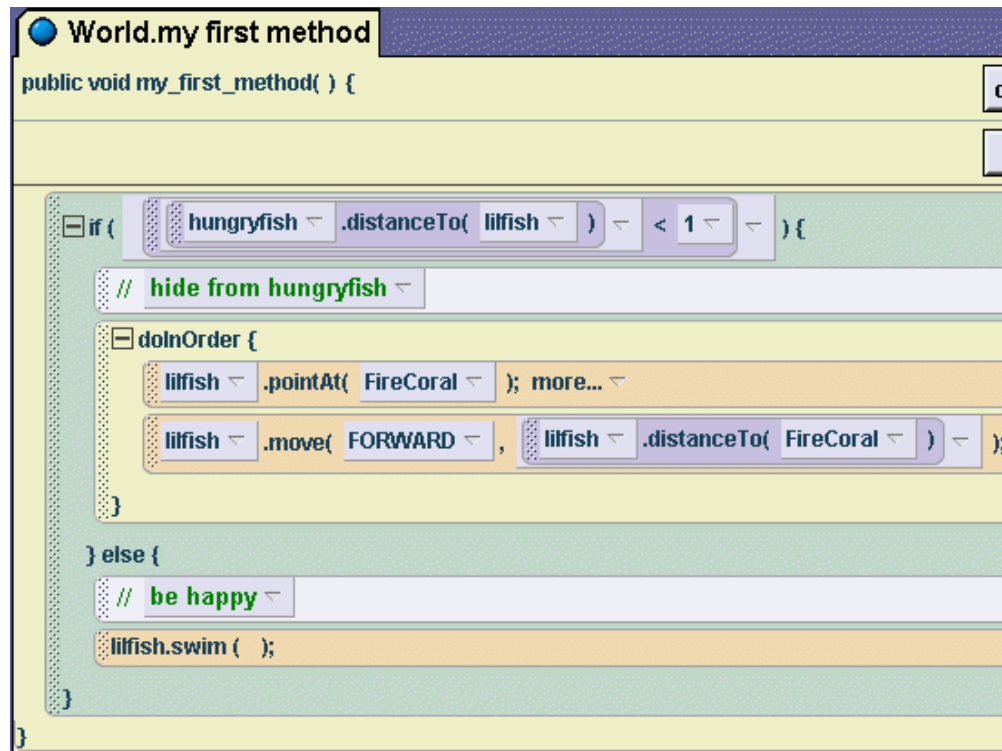 World.my first method
public void my_first_method( ) {
if ( hungryfish .distanceTo( lilfish ) < 1 ) {
// hide from hungryfish
doInOrder {
lilfish .pointAt( FireCoral ); more...
lilfish .move( FORWARD , lilfish .distanceTo( FireCoral ) );
}
} else {
// be happy
lilfish.swim ( );
}
}